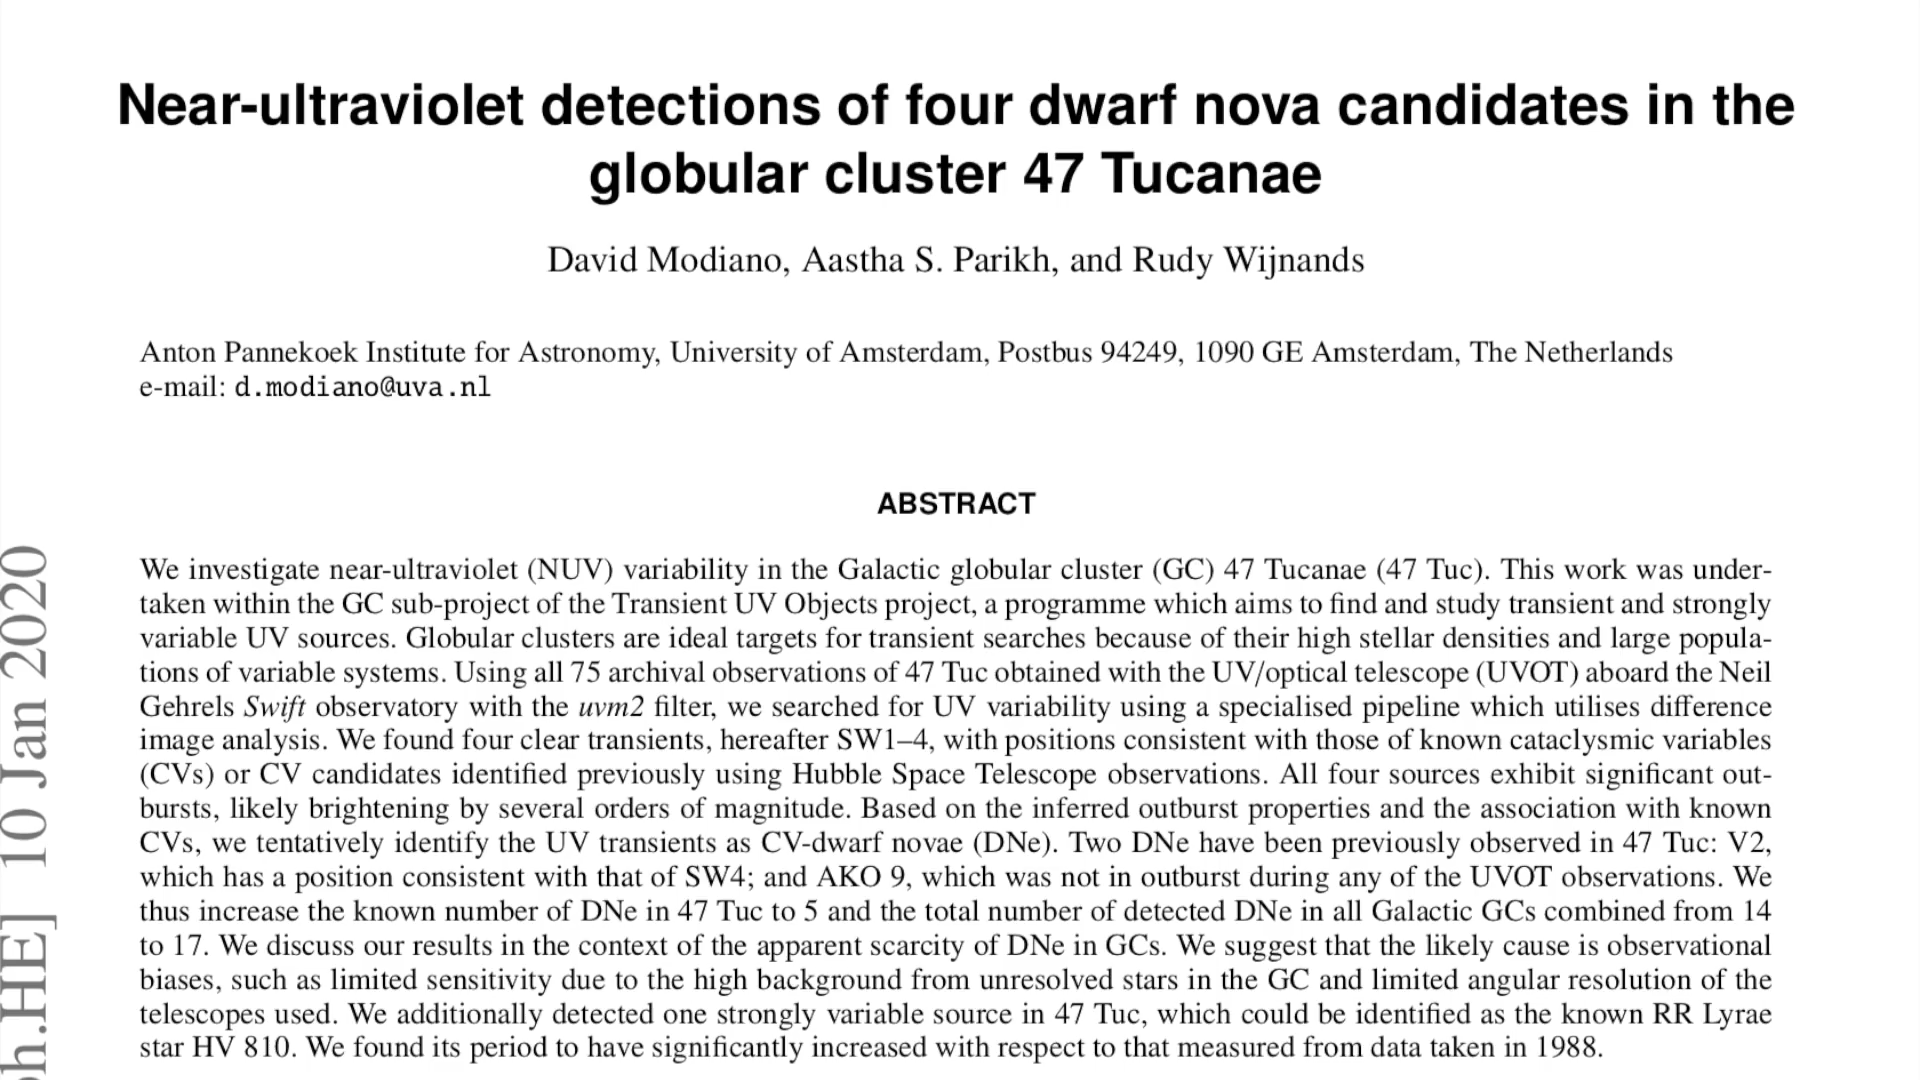 Near-ultraviolet detections of four dwarf nova candidates in the
globular cluster 47 Tucanae
David Modiano, Aastha S. Parikh, and Rudy Wijnands
Anton Pannekoek Institute for Astronomy, University of Amsterdam, Postbus 94249, 1090 GE Amsterdam, The Netherlands
e-mail: d.modiano@uva.nl
ABSTRACT
We investigate near-ultraviolet (NUV) variability in the Galactic globular cluster (GC) 47 Tucanae (47 Tuc). This work was under-
taken within the GC sub-project of the Transient UV Objects project, a programme which aims to find and study transient and strongly
variable UV sources. Globular clusters are ideal targets for transient searches because of their high stellar densities and large popula-
tions of variable systems. Using all 75 archival observations of 47 Tuc obtained with the UV/optical telescope (UVOT) aboard the Neil
Gehrels Swift observatory with the uvm2 filter, we searched for UV variability using a specialised pipeline which utilises difference
image analysis. We found four clear transients, hereafter SW1–4, with positions consistent with those of known cataclysmic variables
(CVs) or CV candidates identified previously using Hubble Space Telescope observations. All four sources exhibit significant out-
bursts, likely brightening by several orders of magnitude. Based on the inferred outburst properties and the association with known
CVs, we tentatively identify the UV transients as CV-dwarf novae (DNe). Two DNe have been previously observed in 47 Tuc: V2,
which has a position consistent with that of SW4; and AKO 9, which was not in outburst during any of the UVOT observations. We
thus increase the known number of DNe in 47 Tuc to 5 and the total number of detected DNe in all Galactic GCs combined from 14
to 17. We discuss our results in the context of the apparent scarcity of DNe in GCs. We suggest that the likely cause is observational
biases, such as limited sensitivity due to the high background from unresolved stars in the GC and limited angular resolution of the
telescopes used. We additionally detected one strongly variable source in 47 Tuc, which could be identified as the known RR Lyrae
star HV 810. We found its period to have significantly increased with respect to that measured from data taken in 1988.
ph.HE] 10 Jan 2020